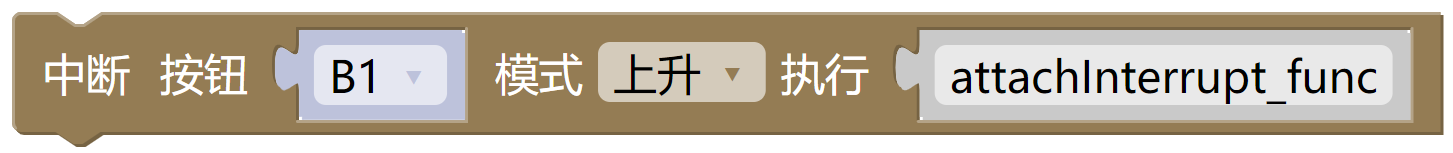 中断 按钮 B1 模式 上升 执行 attachInterrupt_func